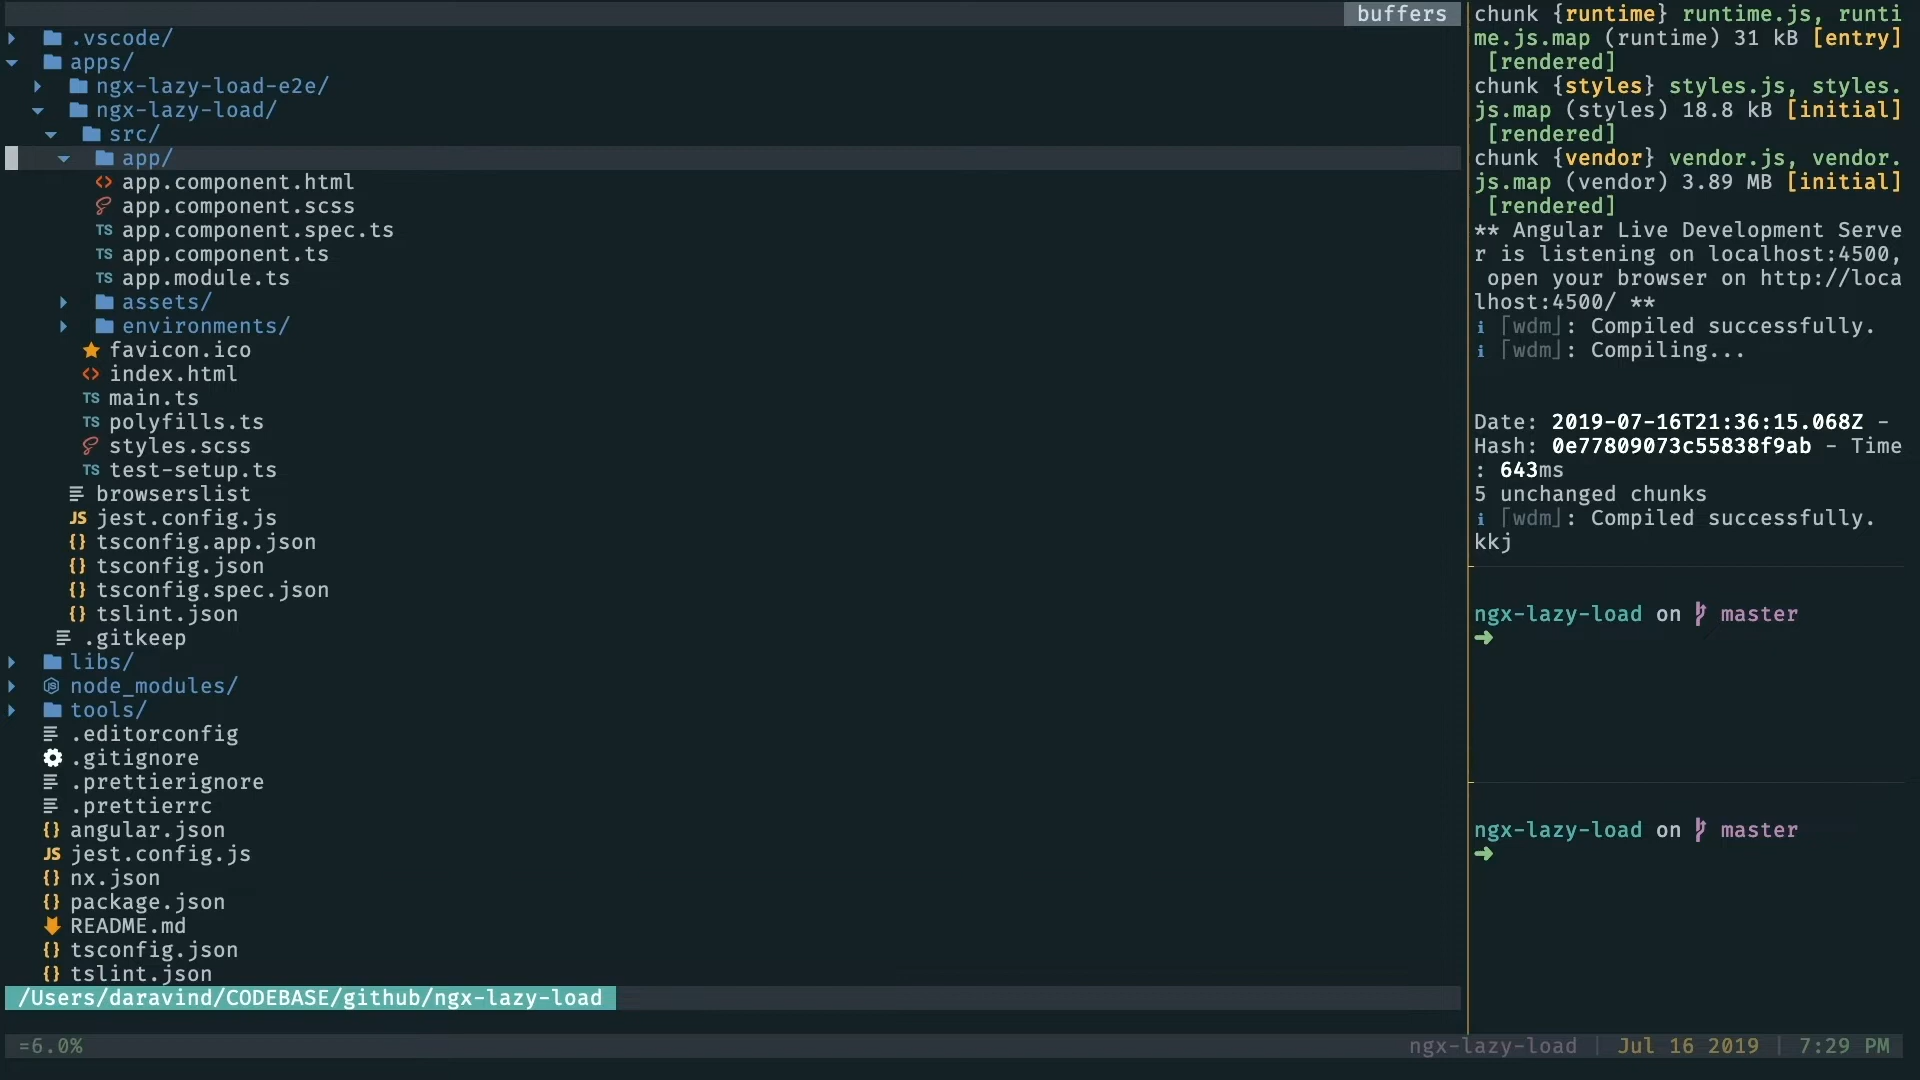 buffers
.vscode/
apps/
ngx-lazy-load-e2e/
ngx-lazy-load/
src/
app/
<> app.component.html
app.component.scss
TS app.component.spec.ts
TS app.component.ts
TS app.module.ts
assets/
environments/
favicon.ico
<> index.html
TS main.ts
TS polyfills.ts
styles.scss
TS test-setup.ts
browserslist
JS jest.config.js
{} tsconfig.app.json
{} tsconfig.json
{} tsconfig.spec.json
{} tslint.json
.gitkeep
libs/
node_modules/
tools/
.editorconfig
.gitignore
.prettierignore
.prettierrc
{} angular.json
JS jest.config.js
{} nx.json
{} package.json
README.md
{} tsconfig.json
{} tslint.json
/Users/daravind/CODEBASE/github/ngx-lazy-load
chunk {runtime} runtime.js, runti
me.js.map (runtime) 31 kB [entry]
[rendered]
chunk {styles} styles.js, styles.
js.map (styles) 18.8 kB [initial]
[rendered]
chunk {vendor} vendor.js, vendor.
js.map (vendor) 3.89 MB [initial]
[rendered]
** Angular Live Development Serve
r is listening on localhost:4500,
open your browser on http://loca
lhost:4500/ **
ℹ ｢wdm｣: Compiled successfully.
ℹ ｢wdm｣: Compiling...
Date: 2019-07-16T21:36:15.068Z -
Hash: 0e77809073c55838f9ab - Time
: 643ms
5 unchanged chunks
ℹ ｢wdm｣: Compiled successfully.
kkj
ngx-lazy-load on master
➜
ngx-lazy-load on master
➜
=6.0%
ngx-lazy-load | Jul 16 2019 | 7:29 PM